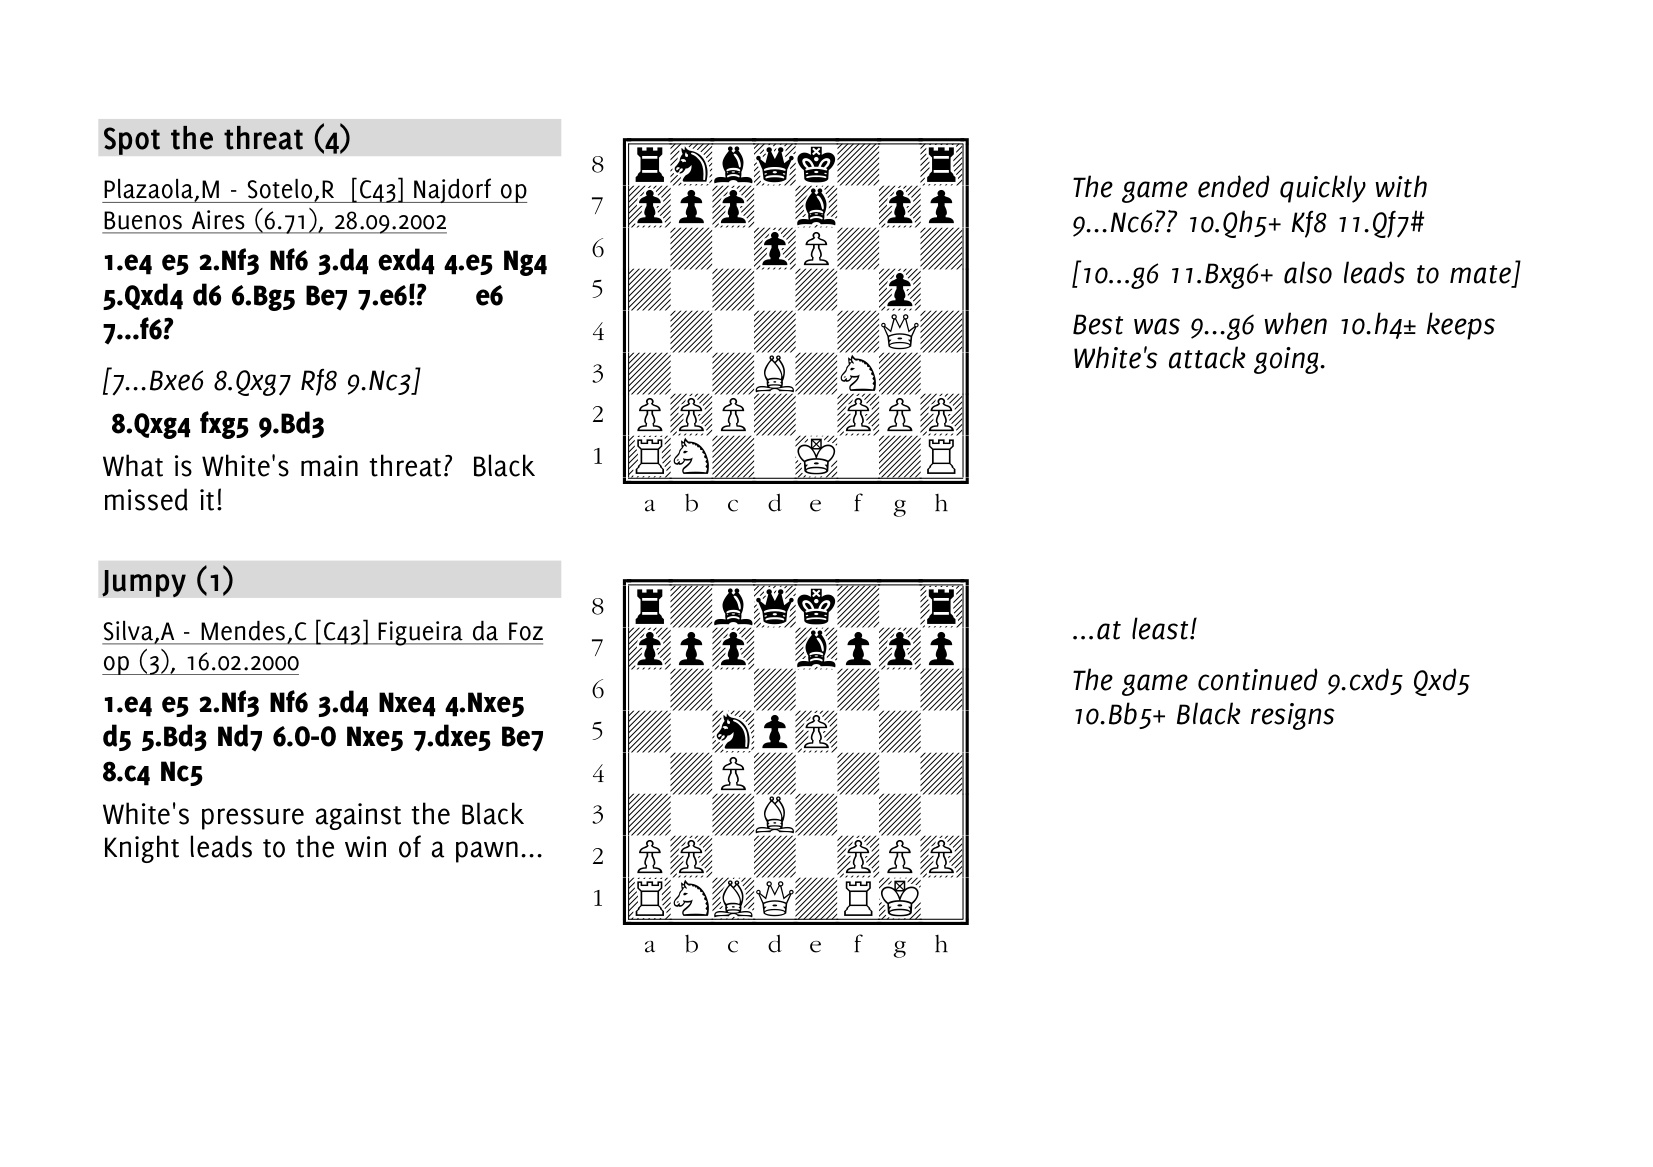 Spot the threat (4)
Plazaola,M - Sotelo,R [C43] Najdorf op
Buenos Aires (6.71), 28.09.2002
1.e4 e5 2.Nf3 Nf6 3.d4 exd4 4.e5 Ng4
5.Qxd4 d6 6.Bg5 Be7 7.e6!? e6
7...f6?
[7...Bxe6 8.Qxg7 Rf8 9.Nc3]
8.Qxg4 fxg5 9.Bd3
What is White's main threat? Black
missed it!
8
7
6
5
4
3
2
1
a b c d e f g h
The game ended quickly with
9...Nc6?? 10.Qh5+ Kf8 11.Qf7#
[10...g6 11.Bxg6+ also leads to mate]
Best was 9...g6 when 10.h4± keeps
White's attack going.
Jumpy (1)
Silva,A - Mendes,C [C43] Figueira da Foz
op (3), 16.02.2000
1.e4 e5 2.Nf3 Nf6 3.d4 Nxe4 4.Nxe5
d5 5.Bd3 Nd7 6.0-0 Nxe5 7.dxe5 Be7
8.c4 Nc5
White's pressure against the Black
Knight leads to the win of a pawn...
8
7
6
5
4
3
2
1
a b c d e f g h
...at least!
The game continued 9.cxd5 Qxd5
10.Bb5+ Black resigns